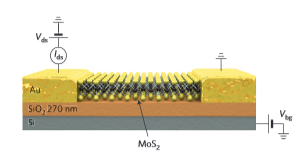 Vds
Ids
Au
SiO2 270 nm
Si
Vbg
MoS2